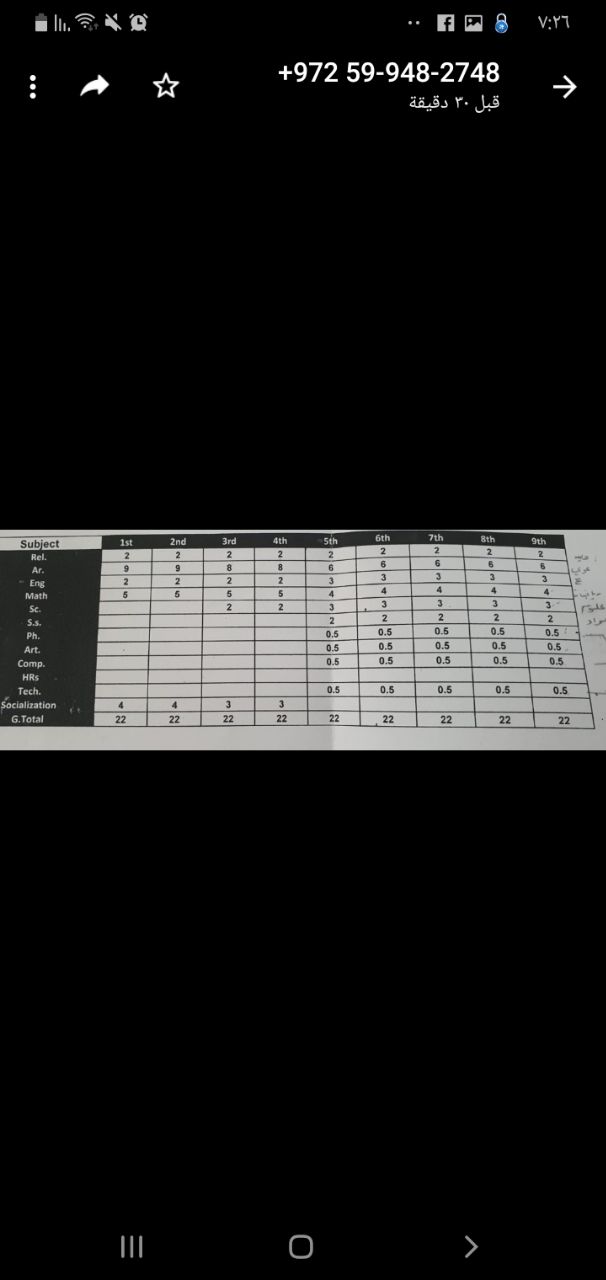 ٧:٢٦
+972 59-948-2748
قبل ٣٠ دقيقة
Subject 1st 2nd 3rd 4th 5th 6th 7th 8th 9th
Rel. 2 2 2 2 2 2 2 2 2
Ar. 9 9 8 8 6 6 6 6 6
Eng 2 2 2 2 3 3 3 3 3
Math 5 5 5 5 4 4 4 4 4
Sc. 2 2 3 3 3 3 3 علوم
S.s. 2 2 2 2 2
Ph. 0.5 0.5 0.5 0.5 0.5
Art. 0.5 0.5 0.5 0.5 0.5
Comp. 0.5 0.5 0.5 0.5 0.5
HRs
Tech. 0.5 0.5 0.5 0.5 0.5
Socialization 4 4 3 3
G.Total 22 22 22 22 22 22 22 22 22